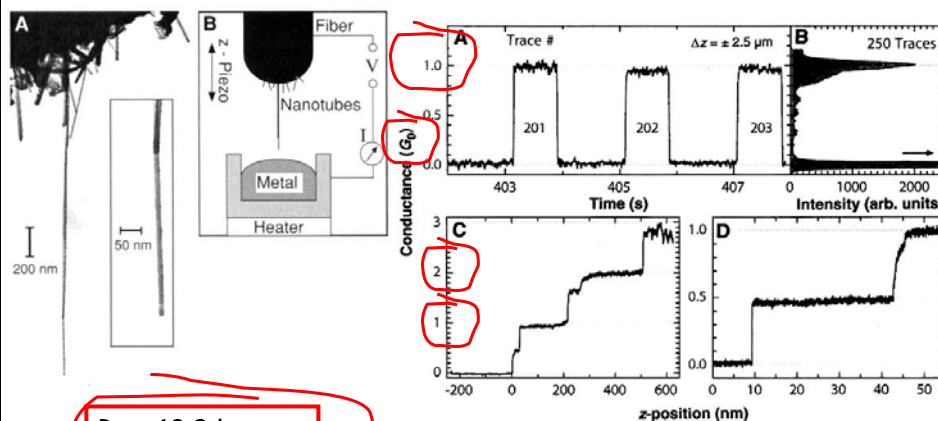 A
200 nm
50 nm
B
Fiber
z - Piezo
V
Nanotubes
I
Metal
Heater
Conductance (G0)
A
Trace #
Δz = ± 2.5 µm
1.0
0.5
0.0
201
202
203
403
405
407
Time (s)
B
250 Traces
0
1000
2000
Intensity (arb. units
C
2
1
0
-200
0
200
400
600
D
1.0
0.5
0.0
0
10
20
30
40
50
z-position (nm)